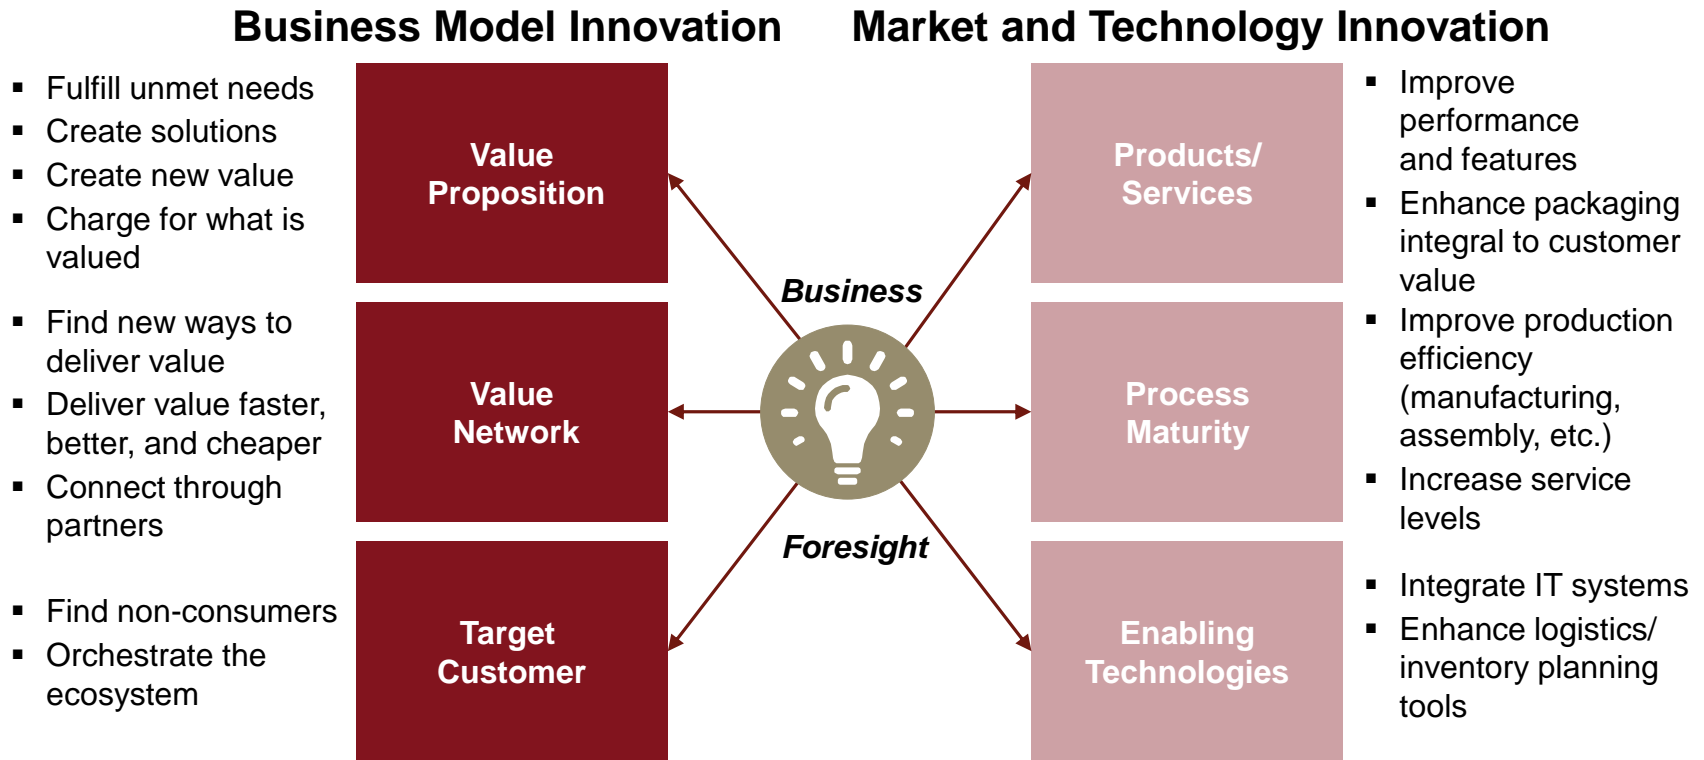 Business Model Innovation
Market and Technology Innovation
▪ Fulfill unmet needs
▪ Create solutions
▪ Create new value
▪ Charge for what is
valued
Value
Proposition
▪ Find new ways to
deliver value
▪ Deliver value faster,
better, and cheaper
▪ Connect through
partners
Value
Network
▪ Find non-consumers
▪ Orchestrate the
ecosystem
Target
Customer
Business
Foresight
Products/
Services
▪ Improve
performance
and features
▪ Enhance packaging
integral to customer
value
Process
Maturity
▪ Improve production
efficiency
(manufacturing,
assembly, etc.)
▪ Increase service
levels
Enabling
Technologies
▪ Integrate IT systems
▪ Enhance logistics/
inventory planning
tools